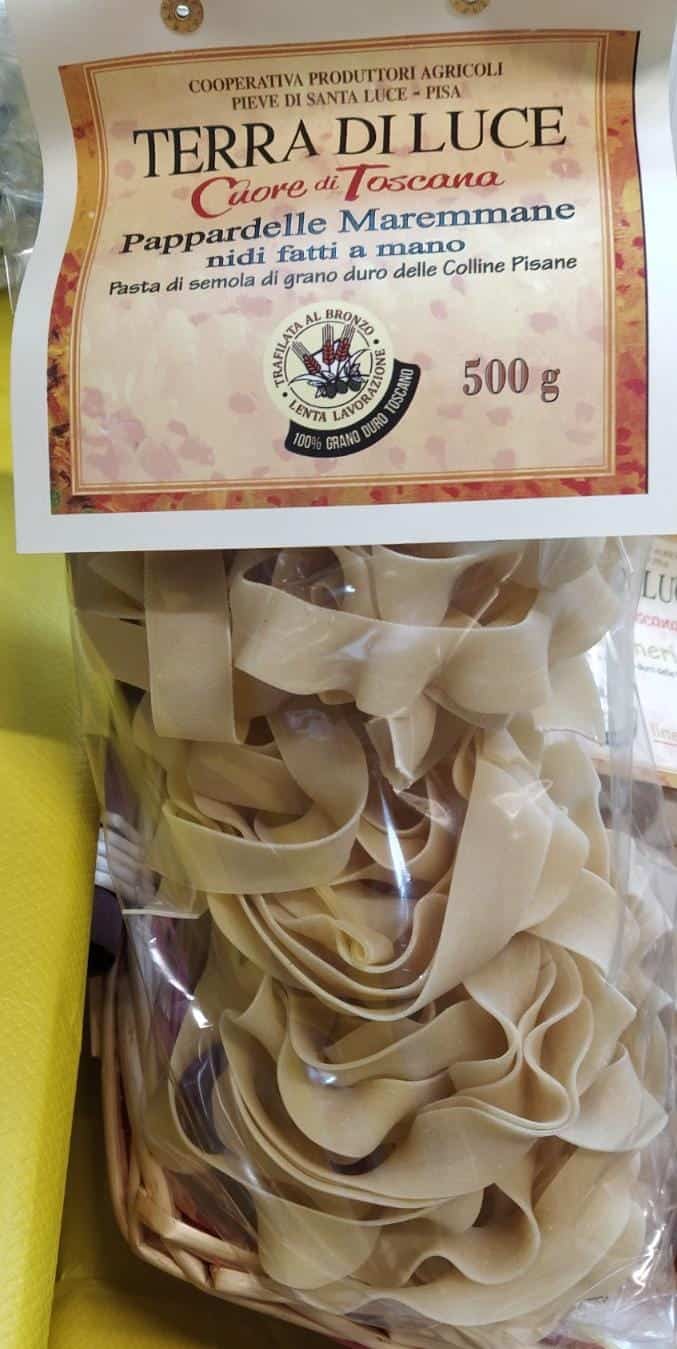 COOPERATIVA PRODUTTORI AGRICOLI
PIEVE DI SANTA LUCE - PISA
TERRA DI LUCE
Cuore di Toscana
Pappardelle Maremmane
nidi fatti a mano
Pasta di semola di grano duro delle Colline Pisane
TRAFILATA AL BRONZO
LENTA LAVORAZIONE
100% GRANO DURO TOSCANO
500 g